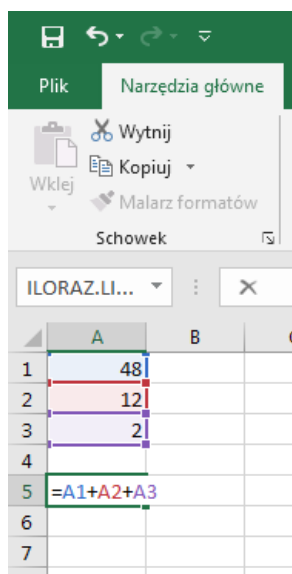 Plik Narzędzia główne
Wklej
Wytnij
Kopiuj
Malarz formatów
Schowek
ILORAZ.LI...
A B
1 48
2 12
3 2
4
5 =A1+A2+A3
6
7